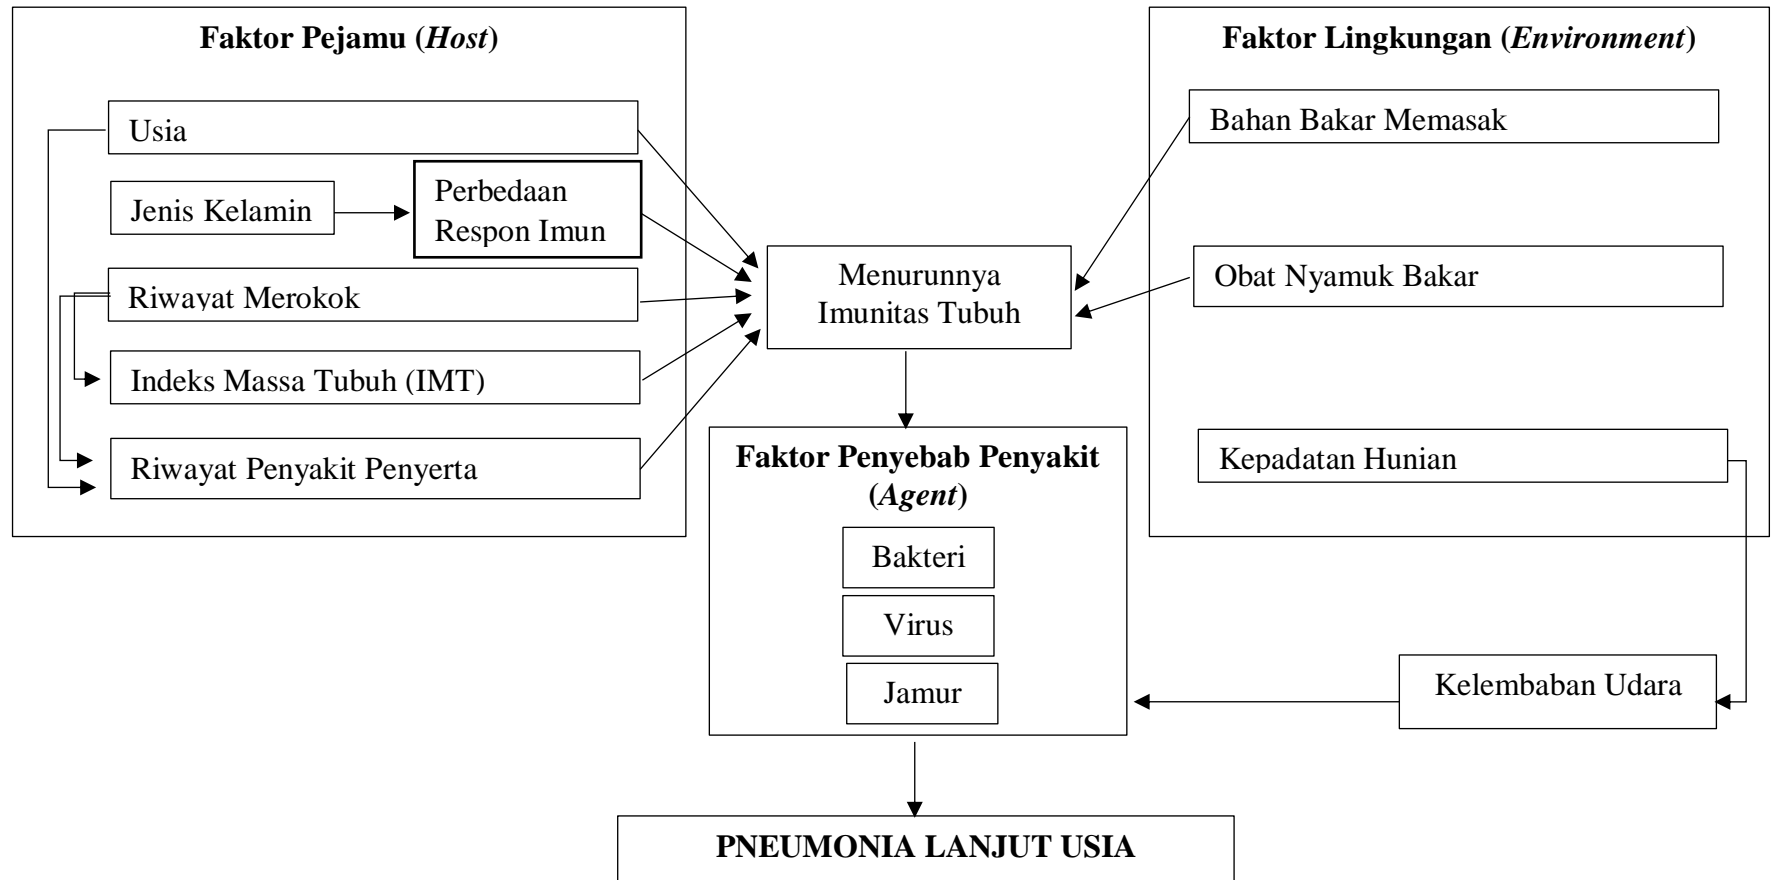 Faktor Pejamu (Host)
Usia
Jenis Kelamin
Perbedaan
Respon Imun
Riwayat Merokok
Indeks Massa Tubuh (IMT)
Riwayat Penyakit Penyerta
Menurunnya
Imunitas Tubuh
Faktor Lingkungan (Environment)
Bahan Bakar Memasak
Obat Nyamuk Bakar
Kepadatan Hunian
Faktor Penyebab Penyakit
(Agent)
Bakteri
Virus
Jamur
Kelembaban Udara
PNEUMONIA LANJUT USIA